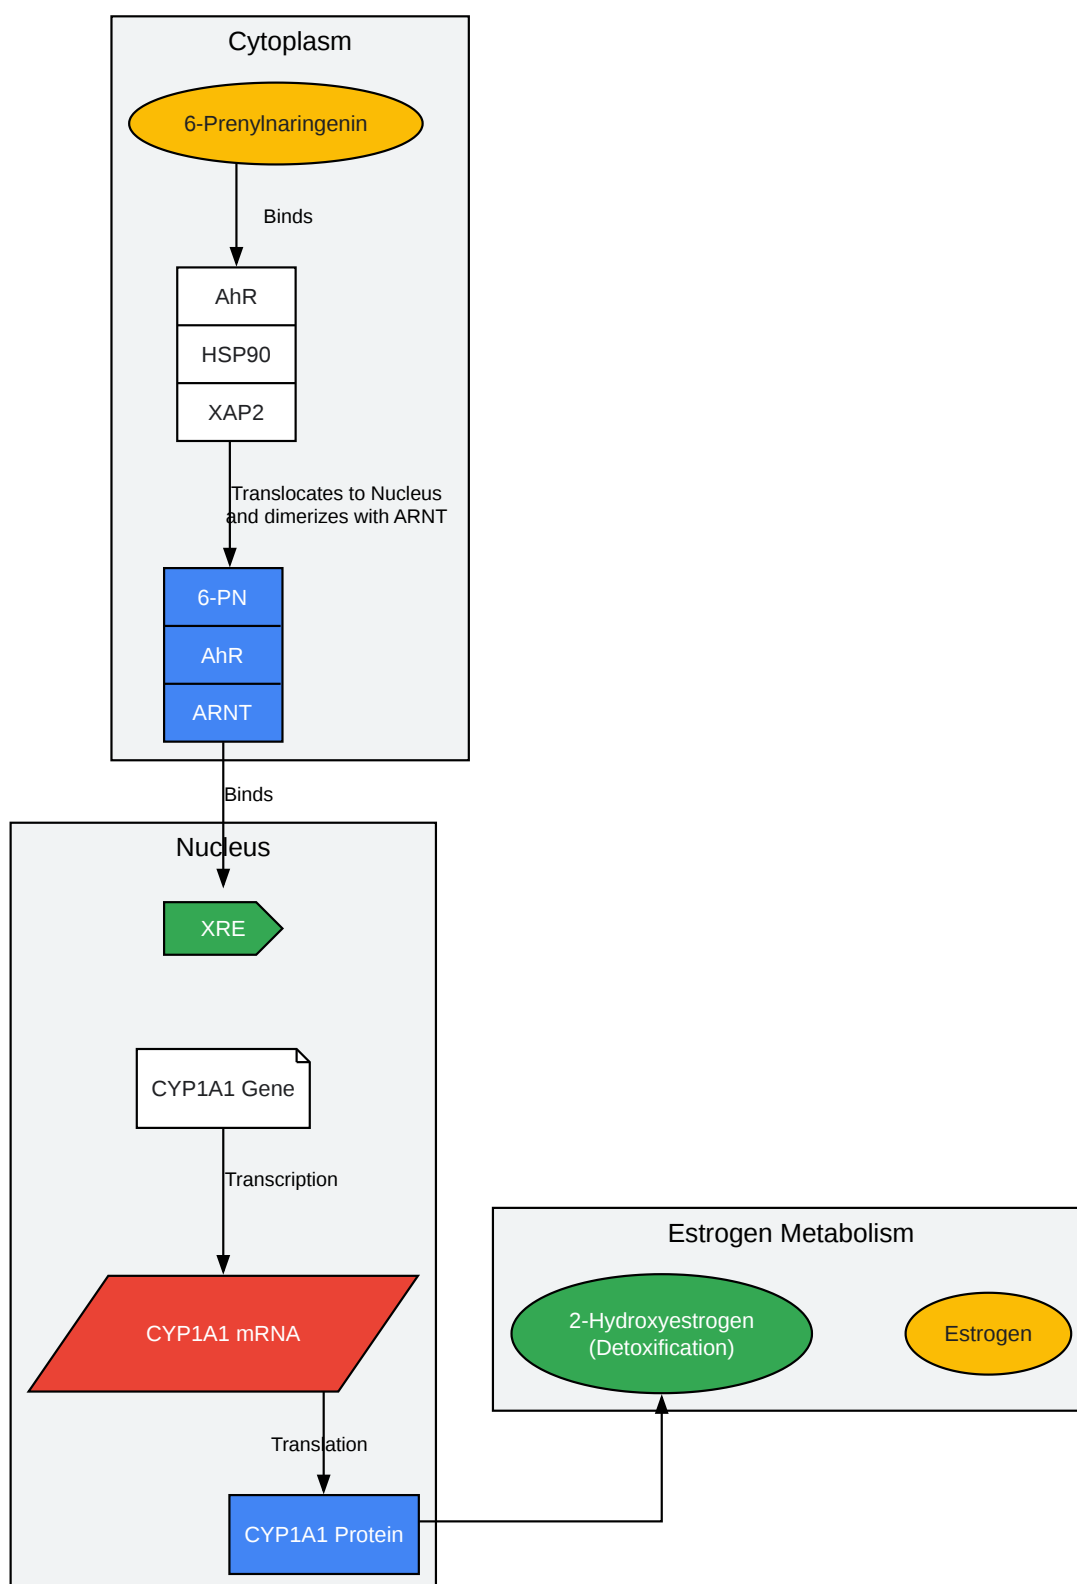 Cytoplasm
6-Prenylnaringenin
Binds
AhR
HSP90
XAP2
Translocates to Nucleus
and dimerizes with ARNT
6-PN
AhR
ARNT
Binds
Nucleus
XRE
CYP1A1 Gene
Transcription
CYP1A1 mRNA
Translation
CYP1A1 Protein
Estrogen Metabolism
2-Hydroxyestrogen
(Detoxification)
Estrogen